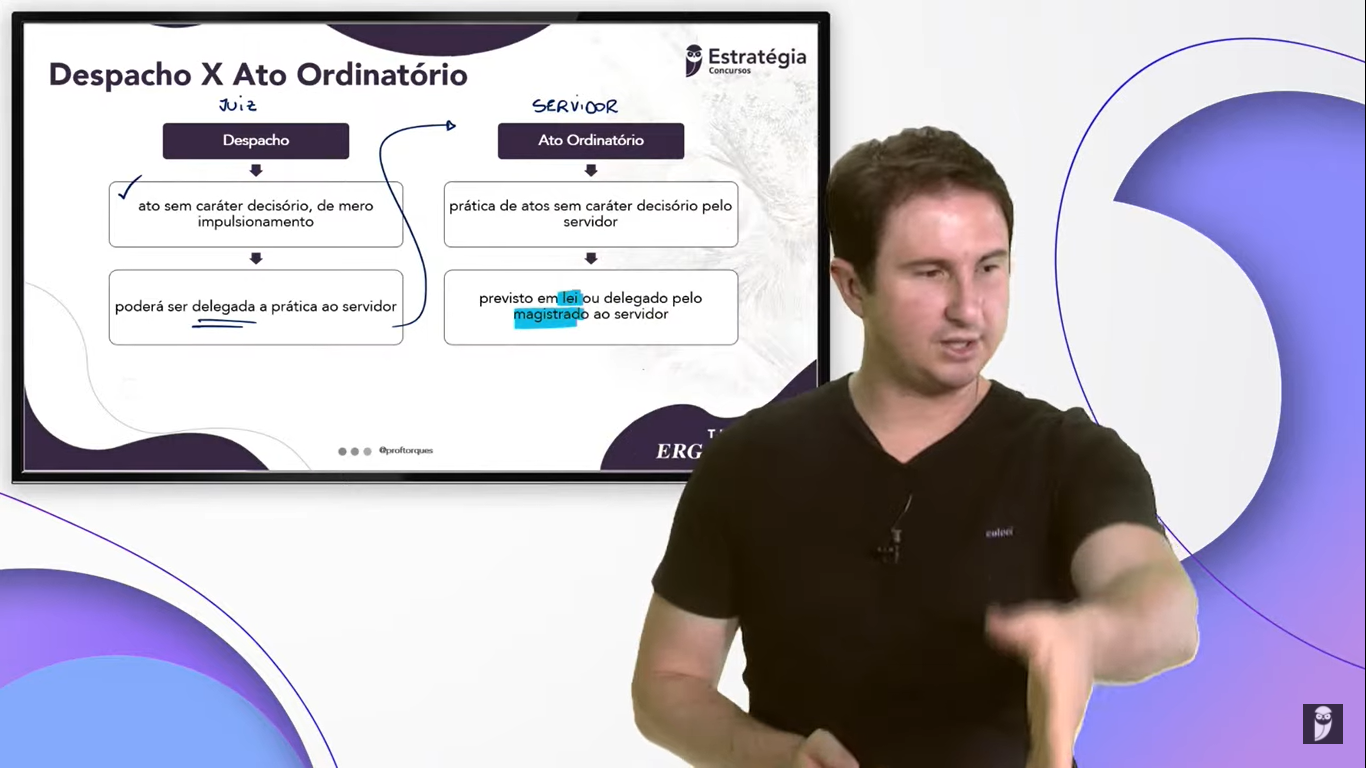 Despacho X Ato Ordinatório
Estratégia
Concursos
JUIZ
SERVIDOR
Despacho
Ato Ordinatório
ato sem caráter decisório, de mero
impulsionamento
prática de atos sem caráter decisório pelo
servidor
poderá ser delegada a prática ao servidor
previsto em lei ou delegado pelo
magistrado ao servidor
@proftorques
T
ERG
colcci